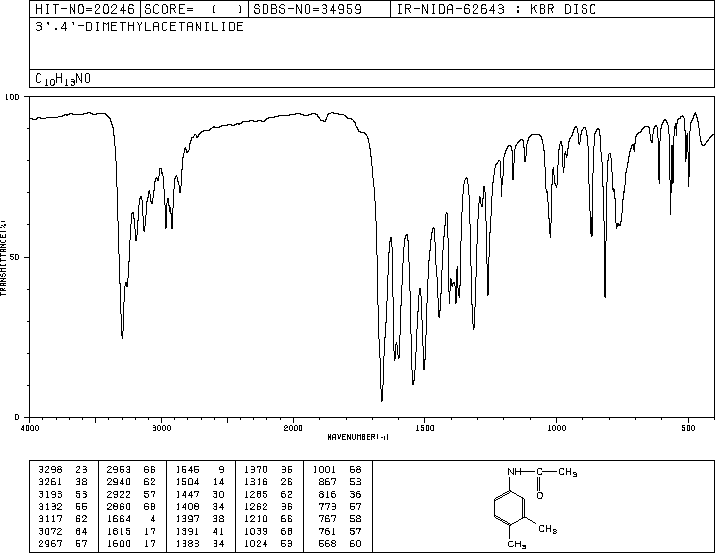 HIT-NO=20246 SCORE= ( ) SDBS-NO=34959 IR-NIDA-62643 : KBR DISC
3'.4'-DIMETHYLACETANILIDE
C10H13NO
100
50
0
TRANSMITTANCE(%)
4000 3000 2000 1500 1000 500
WAVENUMBER(-1)
3298 23 2963 66 1546 9 1370 35 1001 68
3261 38 2940 62 1504 14 1316 26 867 53
3193 53 2922 57 1447 30 1285 62 816 36
3132 55 2860 68 1408 34 1262 36 773 57
3117 62 1664 4 1397 38 1210 66 767 58
3072 64 1615 17 1391 41 1039 68 761 57
2967 57 1600 17 1383 34 1024 53 568 60
NH C CH3
O
CH3
CH3